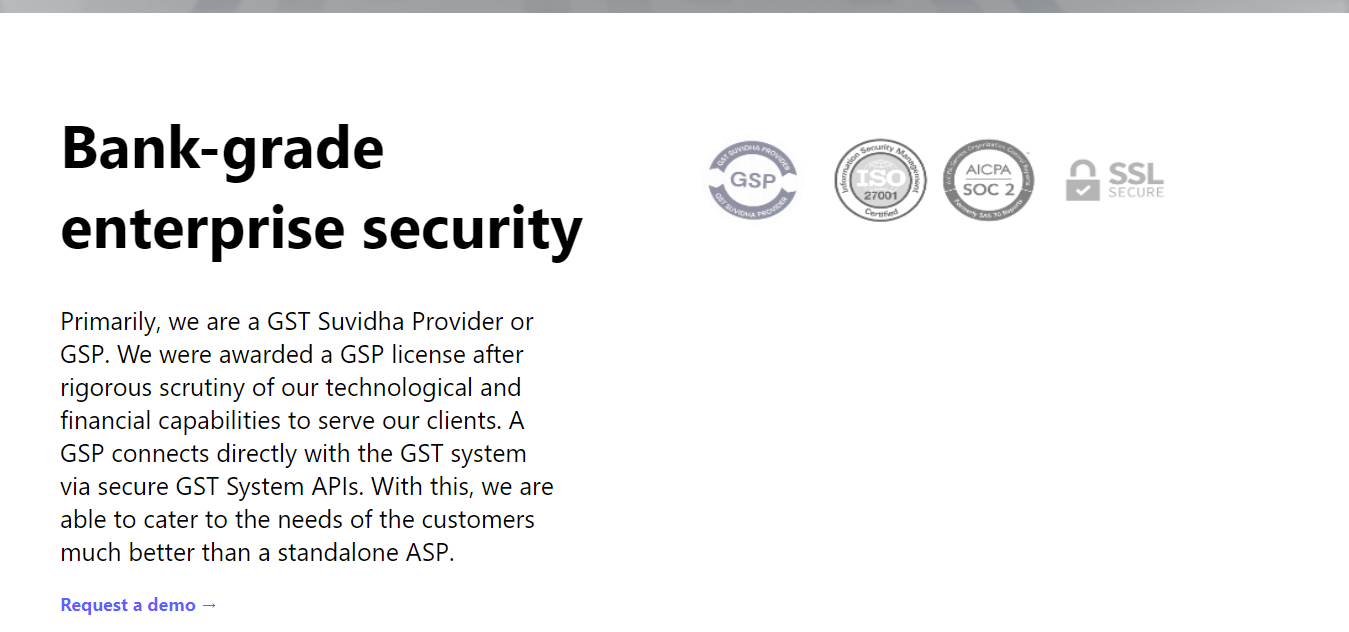 Bank-grade
enterprise security
Primarily, we are a GST Suvidha Provider or
GSP. We were awarded a GSP license after
rigorous scrutiny of our technological and
financial capabilities to serve our clients. A
GSP connects directly with the GST system
via secure GST System APIs. With this, we are
able to cater to the needs of the customers
much better than a standalone ASP.
Request a demo →
GST SUVIDHA PROVIDER
GSP
GST SUVIDHA PROVIDER
Information Security Management
ISO
27001
Certified
AICPA
SOC 2
Formerly SAS 70 Reports
SSL
SECURE